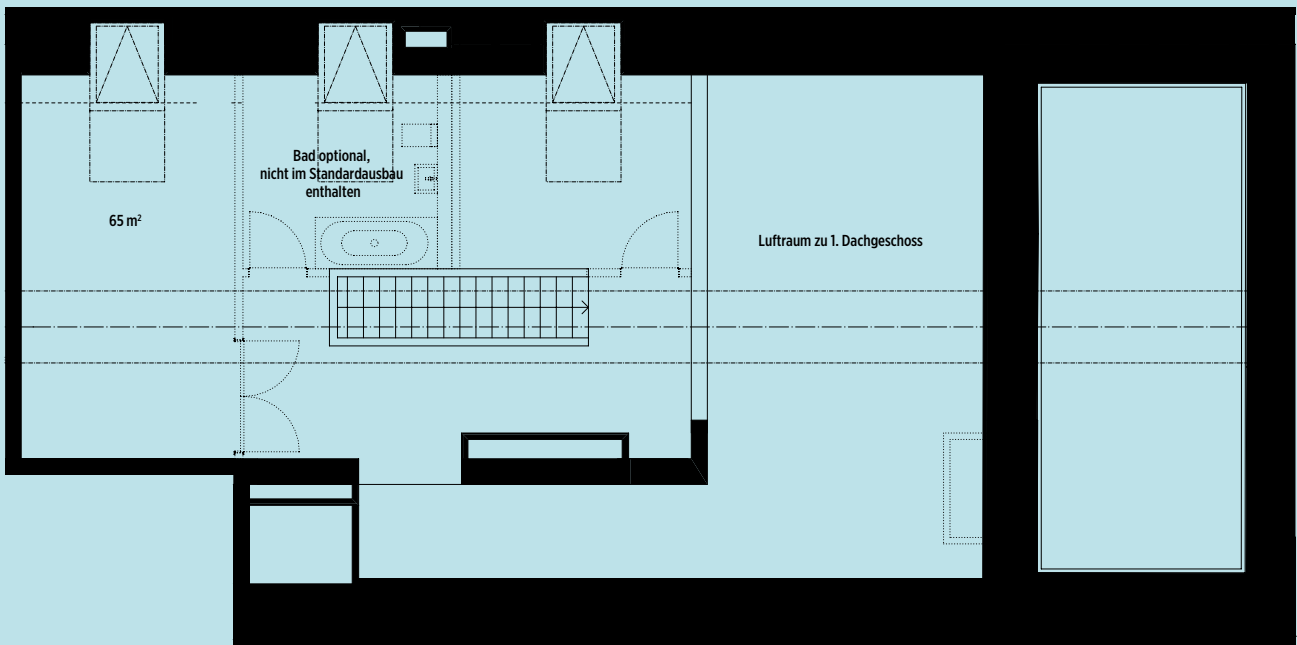 Bad optional,
nicht im Standardausbau
enthalten
65 m²
Luftraum zu 1. Dachgeschoss